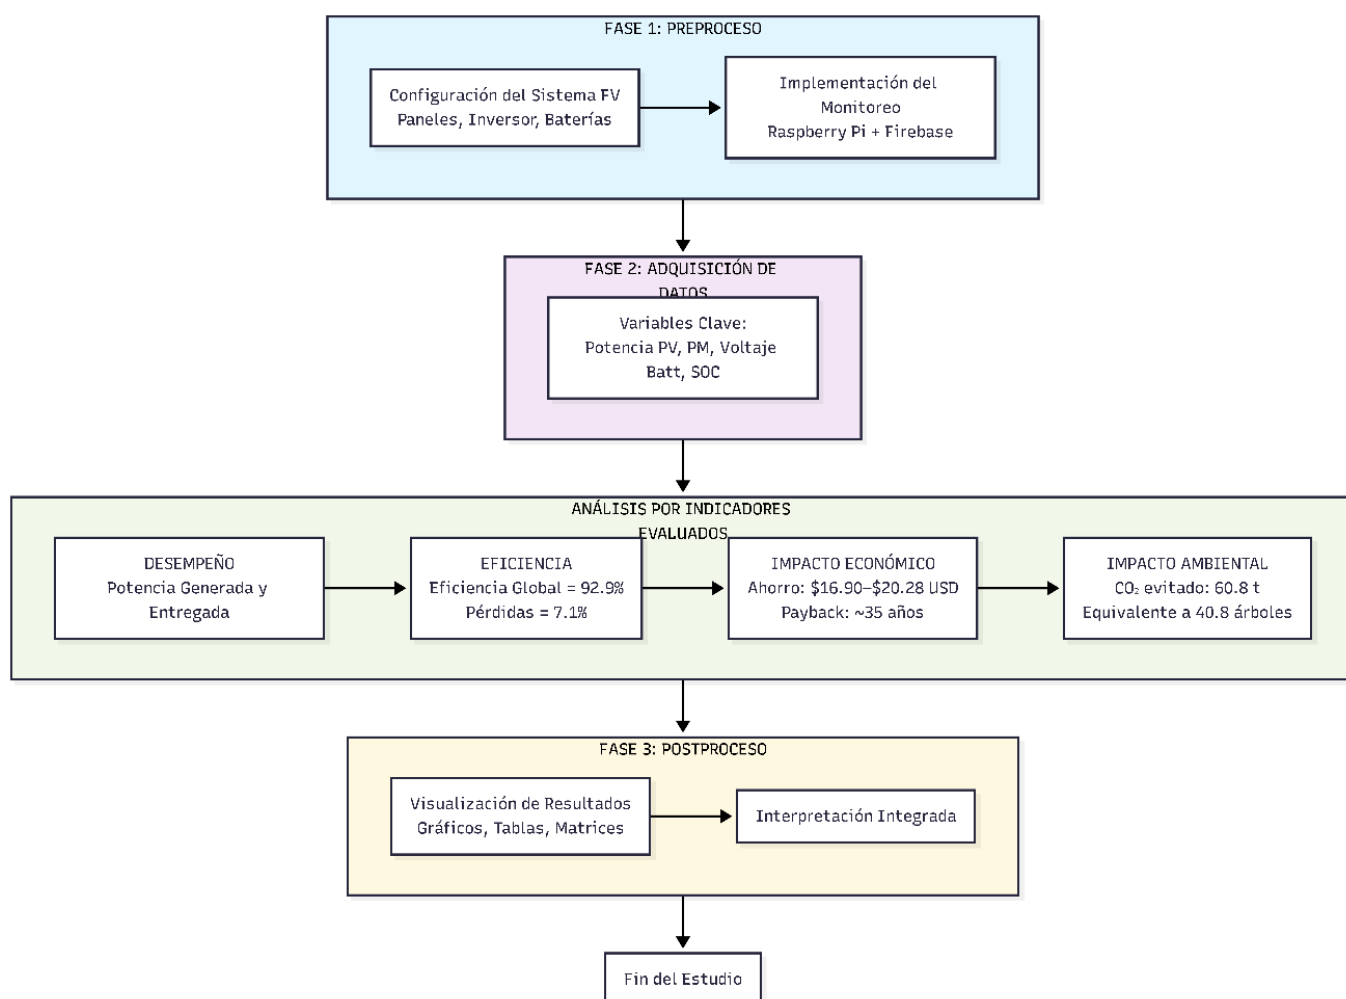 FASE 1: PREPROCESO
Configuración del Sistema FV
Paneles, Inversor, Baterías
Implementación del
Monitoreo
Raspberry Pi + Firebase
FASE 2: ADQUISICIÓN DE
DATOS
Variables Clave:
Potencia PV, PM, Voltaje
Batt, SOC
ANÁLISIS POR INDICADORES
EVALUADOS
DESEMPEÑO
Potencia Generada y
Entregada
EFICIENCIA
Eficiencia Global = 92.9%
Pérdidas = 7.1%
IMPACTO ECONÓMICO
Ahorro: $16.90–$20.28 USD
Payback: ~35 años
IMPACTO AMBIENTAL
CO₂ evitado: 60.8 t
Equivalente a 40.8 árboles
FASE 3: POSTPROCESO
Visualización de Resultados
Gráficos, Tablas, Matrices
Interpretación Integrada
Fin del Estudio